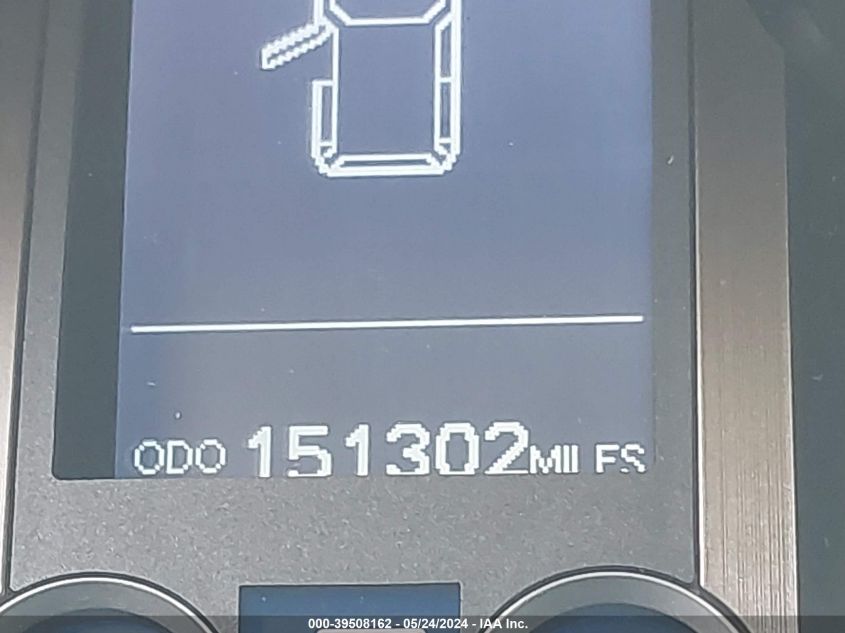 ODO 151302 MILES
000-39508162 - 05/24/2024 - IAA Inc.